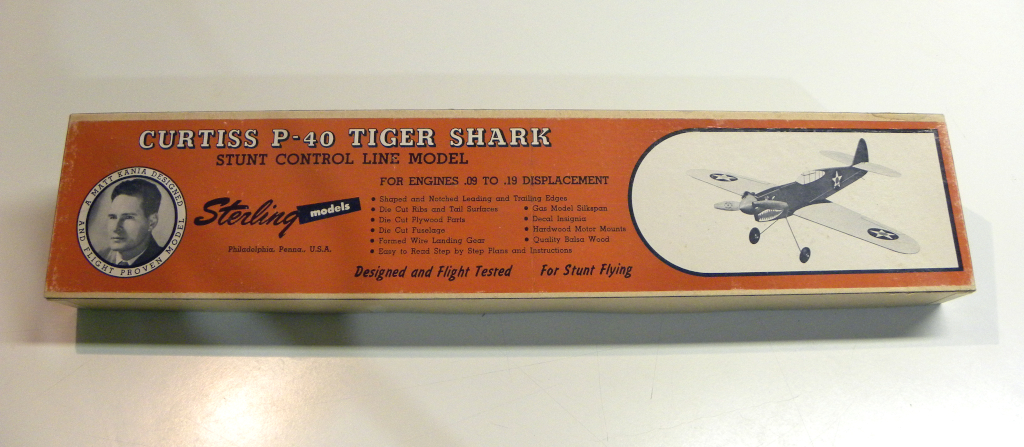 CURTISS P-40 TIGER SHARK
STUNT CONTROL LINE MODEL
FOR ENGINES .09 TO .19 DISPLACEMENT
A MATT KANIA DESIGNED
AND FLIGHT PROVEN MODEL
Sterling models
Philadelphia, Penna., U.S.A.
• Shaped and Notched Leading and Trailing Edges
• Die Cut Ribs and Tail Surfaces
• Die Cut Plywood Parts
• Die Cut Fuselage
• Formed Wire Landing Gear
• Gas Model Silkspan
• Decal Insignia
• Hardwood Motor Mounts
• Quality Balsa Wood
• Easy to Read Step by Step Plans and Instructions
Designed and Flight Tested For Stunt Flying